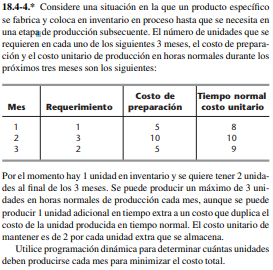 18.4-4.* Considere una situación en la que un producto específico
se fabrica y coloca en inventario en proceso hasta que se necesita en
una etapa de producción subsecuente. El número de unidades que se
requieren en cada uno de los siguientes 3 meses, el costo de prepara-
ción y el costo unitario de producción en horas normales durante los
próximos tres meses son los siguientes:
Costo de Tiempo normal
Mes Requerimiento preparación costo unitario
1 1 5 8
2 3 10 10
3 2 5 9
Por el momento hay 1 unidad en inventario y se quiere tener 2 unida-
des al final de los 3 meses. Se puede producir un máximo de 3 uni-
dades en horas normales de producción cada mes, aunque se puede
producir 1 unidad adicional en tiempo extra a un costo que duplica el
costo de la unidad producida en tiempo normal. El costo unitario de
mantener es de 2 por cada unidad extra que se almacena.
Utilice programación dinámica para determinar cuántas unidades
deben producirse cada mes para minimizar el costo total.